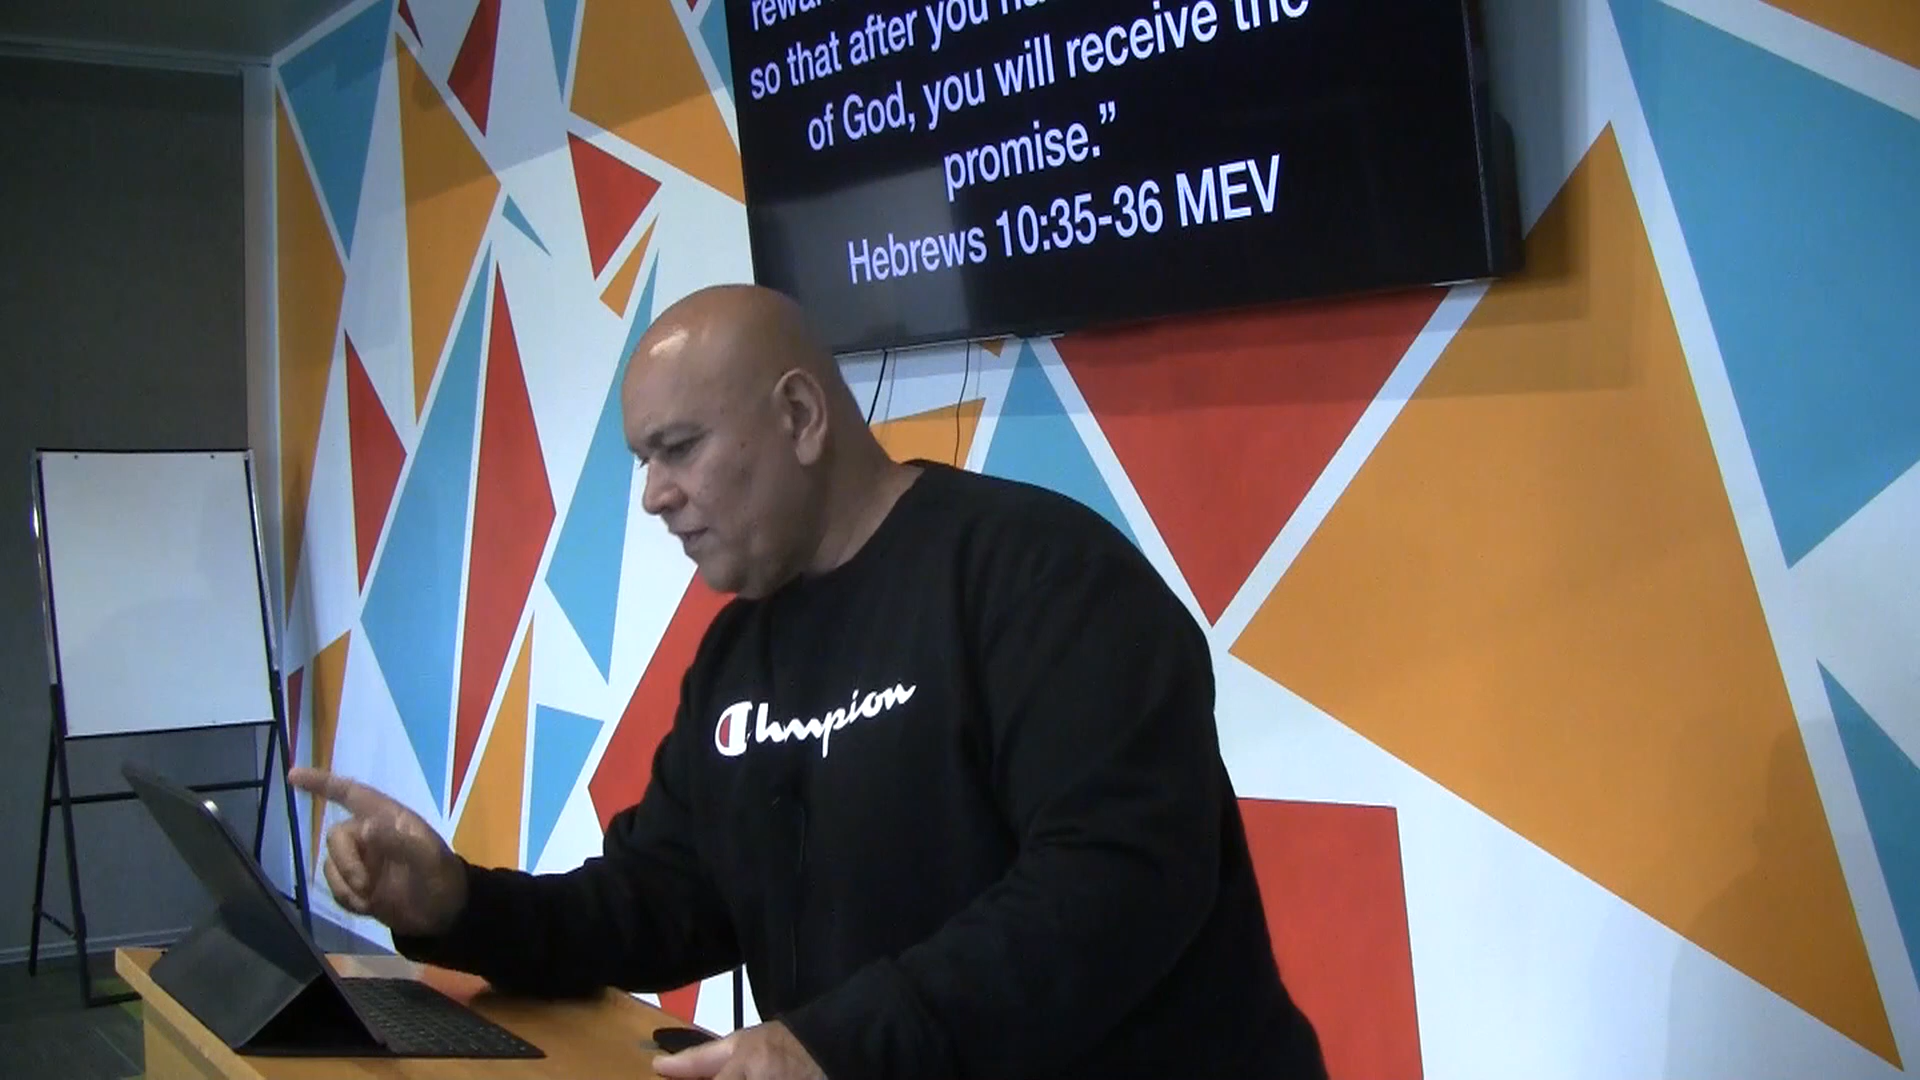 so that after you
of God, you will receive the
promise.”
Hebrews 10:35-36 MEV
Champion